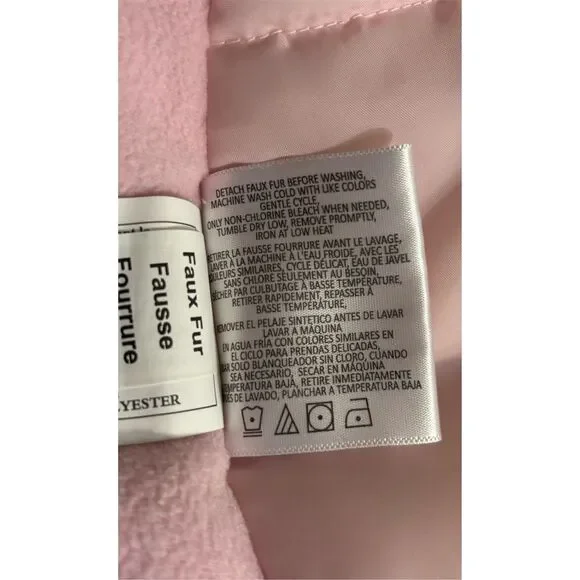 DETACH FAUX FUR BEFORE WASHING,
MACHINE WASH COLD WITH LIKE COLORS
GENTLE CYCLE,
ONLY NON-CHLORINE BLEACH WHEN NEEDED,
TUMBLE DRY LOW, REMOVE PROMPTLY,
IRON AT LOW HEAT
RETIRER LA FAUSSE FOURRURE AVANT LE LAVAGE,
LAVER À LA MACHINE À L'EAU FROIDE, AVEC LES
COULEURS SIMILAIRES, CYCLE DÉLICAT, EAU DE JAVEL
SANS CHLORE SEULEMENT AU BESOIN,
SÉCHER PAR CULBUTAGE À BASSE TEMPÉRATURE,
RETIRER RAPIDEMENT, REPASSER À
BASSE TEMPÉRATURE,
REMOVER EL PELAJE SINTETICO ANTES DE LAVAR
LAVAR A MÁQUINA
EN AGUA FRÍA CON COLORES SIMILARES EN
EL CICLO PARA PRENDAS DELICADAS,
USAR SOLO BLANQUEADOR SIN CLORO, CUANDO
SEA NECESARIO, SECAR EN MÁQUINA
TEMPERATURA BAJA, RETIRE INMEDIATAMENTE
DE LAVADO, PLANCHAR A TEMPERATURA BAJA
Faux Fur
Fausse
Fourrure
YESTER